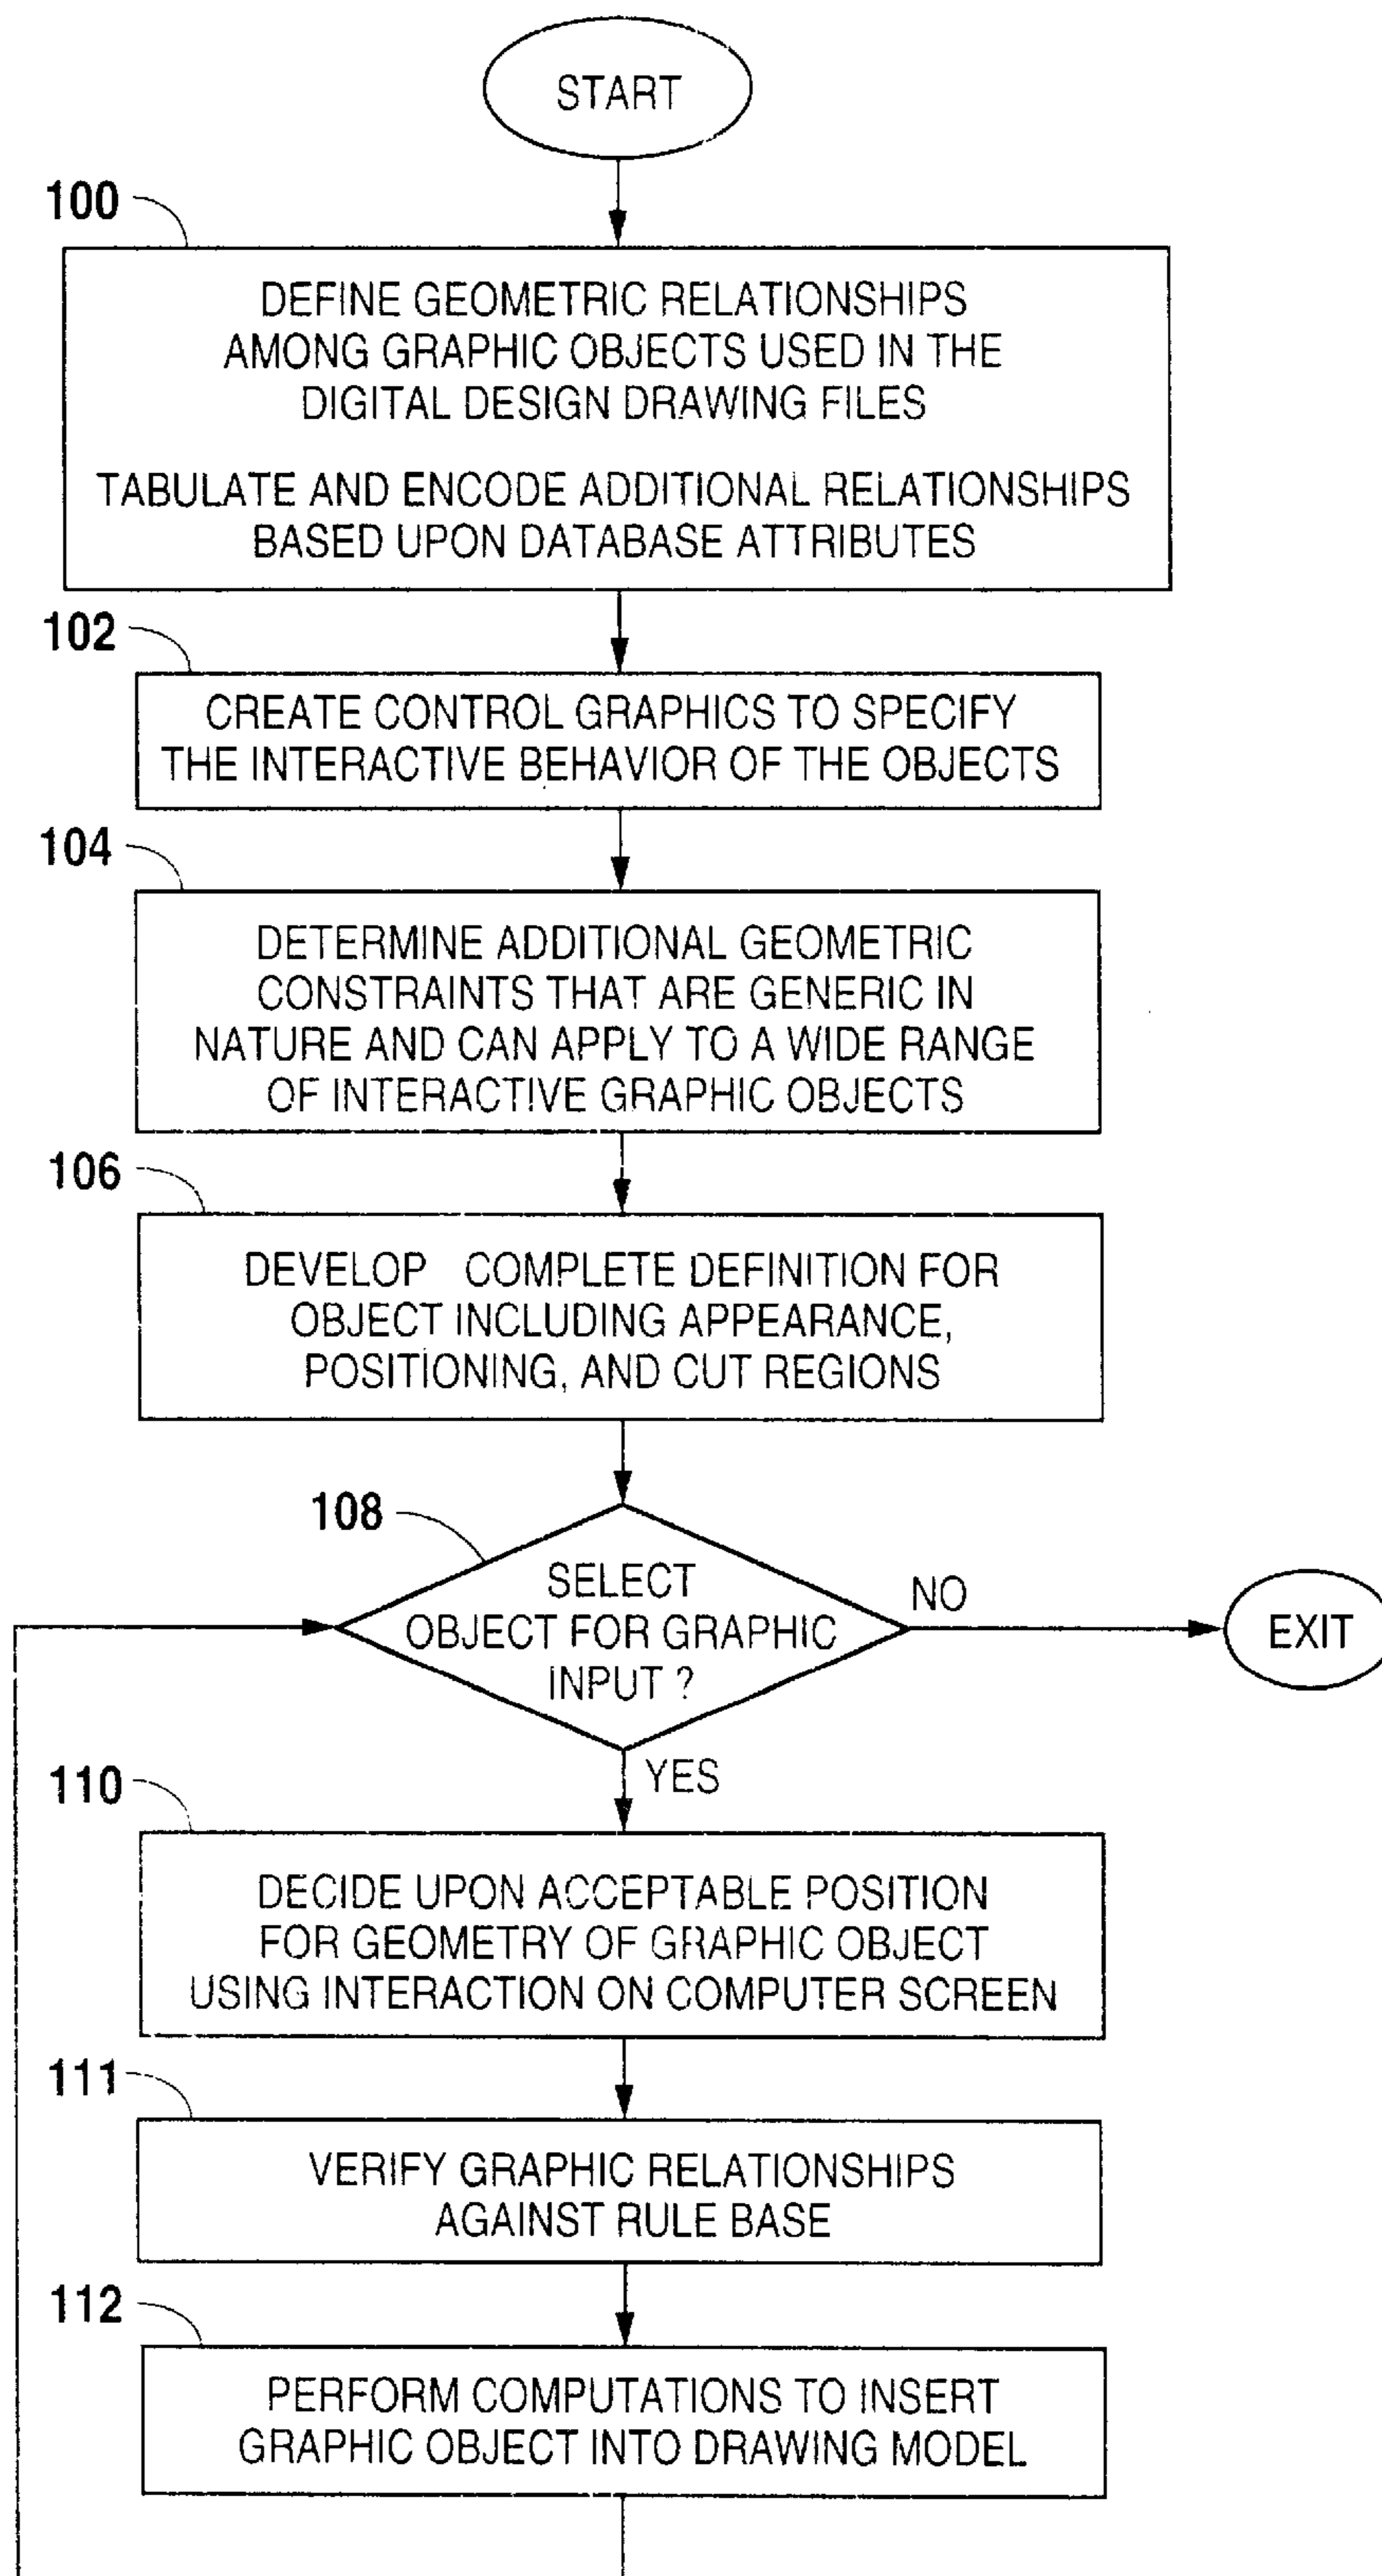 START
100
DEFINE GEOMETRIC RELATIONSHIPS
AMONG GRAPHIC OBJECTS USED IN THE
DIGITAL DESIGN DRAWING FILES
TABULATE AND ENCODE ADDITIONAL RELATIONSHIPS
BASED UPON DATABASE ATTRIBUTES
102
CREATE CONTROL GRAPHICS TO SPECIFY
THE INTERACTIVE BEHAVIOR OF THE OBJECTS
104
DETERMINE ADDITIONAL GEOMETRIC
CONSTRAINTS THAT ARE GENERIC IN
NATURE AND CAN APPLY TO A WIDE RANGE
OF INTERACTIVE GRAPHIC OBJECTS
106
DEVELOP COMPLETE DEFINITION FOR
OBJECT INCLUDING APPEARANCE,
POSITIONING, AND CUT REGIONS
108
SELECT
OBJECT FOR GRAPHIC
INPUT ?
NO
EXIT
YES
110
DECIDE UPON ACCEPTABLE POSITION
FOR GEOMETRY OF GRAPHIC OBJECT
USING INTERACTION ON COMPUTER SCREEN
111
VERIFY GRAPHIC RELATIONSHIPS
AGAINST RULE BASE
112
PERFORM COMPUTATIONS TO INSERT
GRAPHIC OBJECT INTO DRAWING MODEL